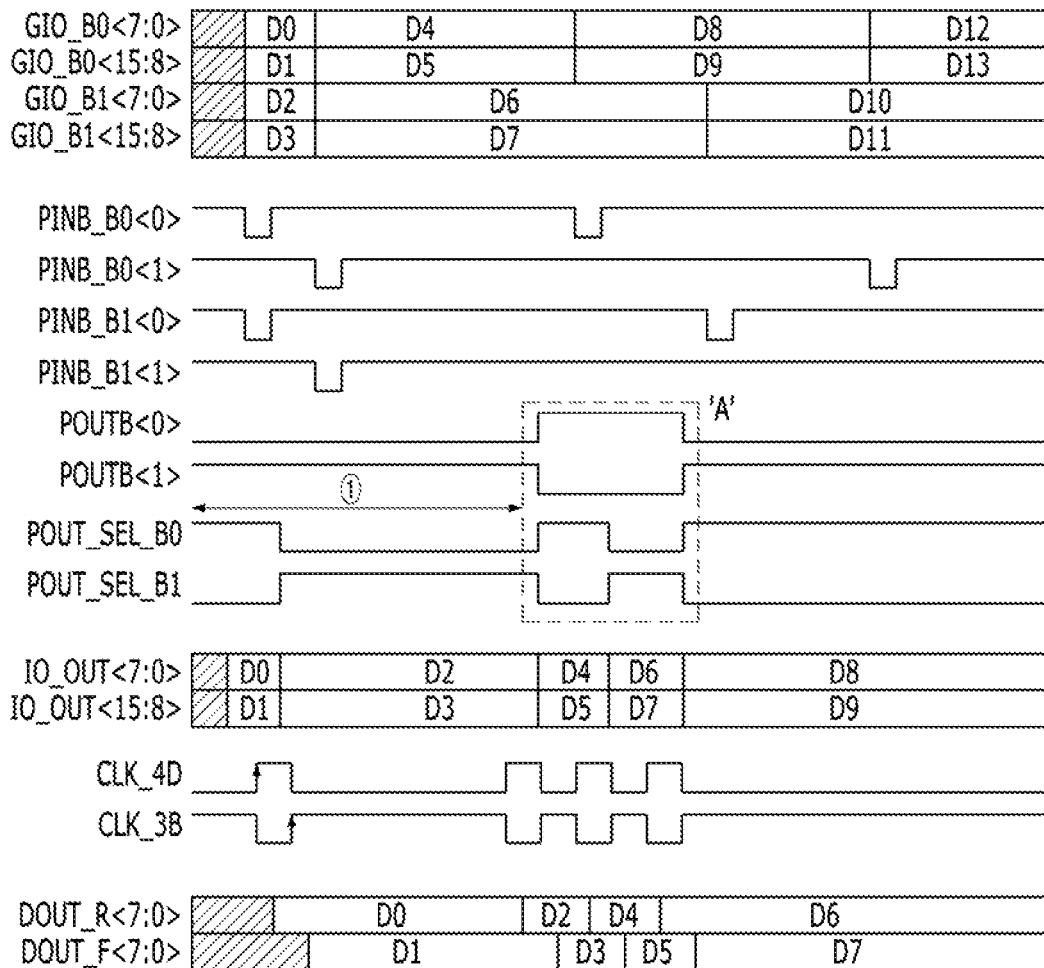 GIO_B0<7:0> D0 D4 D8 D12
GIO_B0<15:8> D1 D5 D9 D13
GIO_B1<7:0> D2 D6 D10
GIO_B1<15:8> D3 D7 D11
PINB_B0<0>
PINB_B0<1>
PINB_B1<0>
PINB_B1<1>
'A'
POUTB<0>
POUTB<1>
①
POUT_SEL_B0
POUT_SEL_B1
IO_OUT<7:0> D0 D2 D4 D6 D8
IO_OUT<15:8> D1 D3 D5 D7 D9
CLK_4D
CLK_3B
DOUT_R<7:0> D0 D2 D4 D6
DOUT_F<7:0> D1 D3 D5 D7